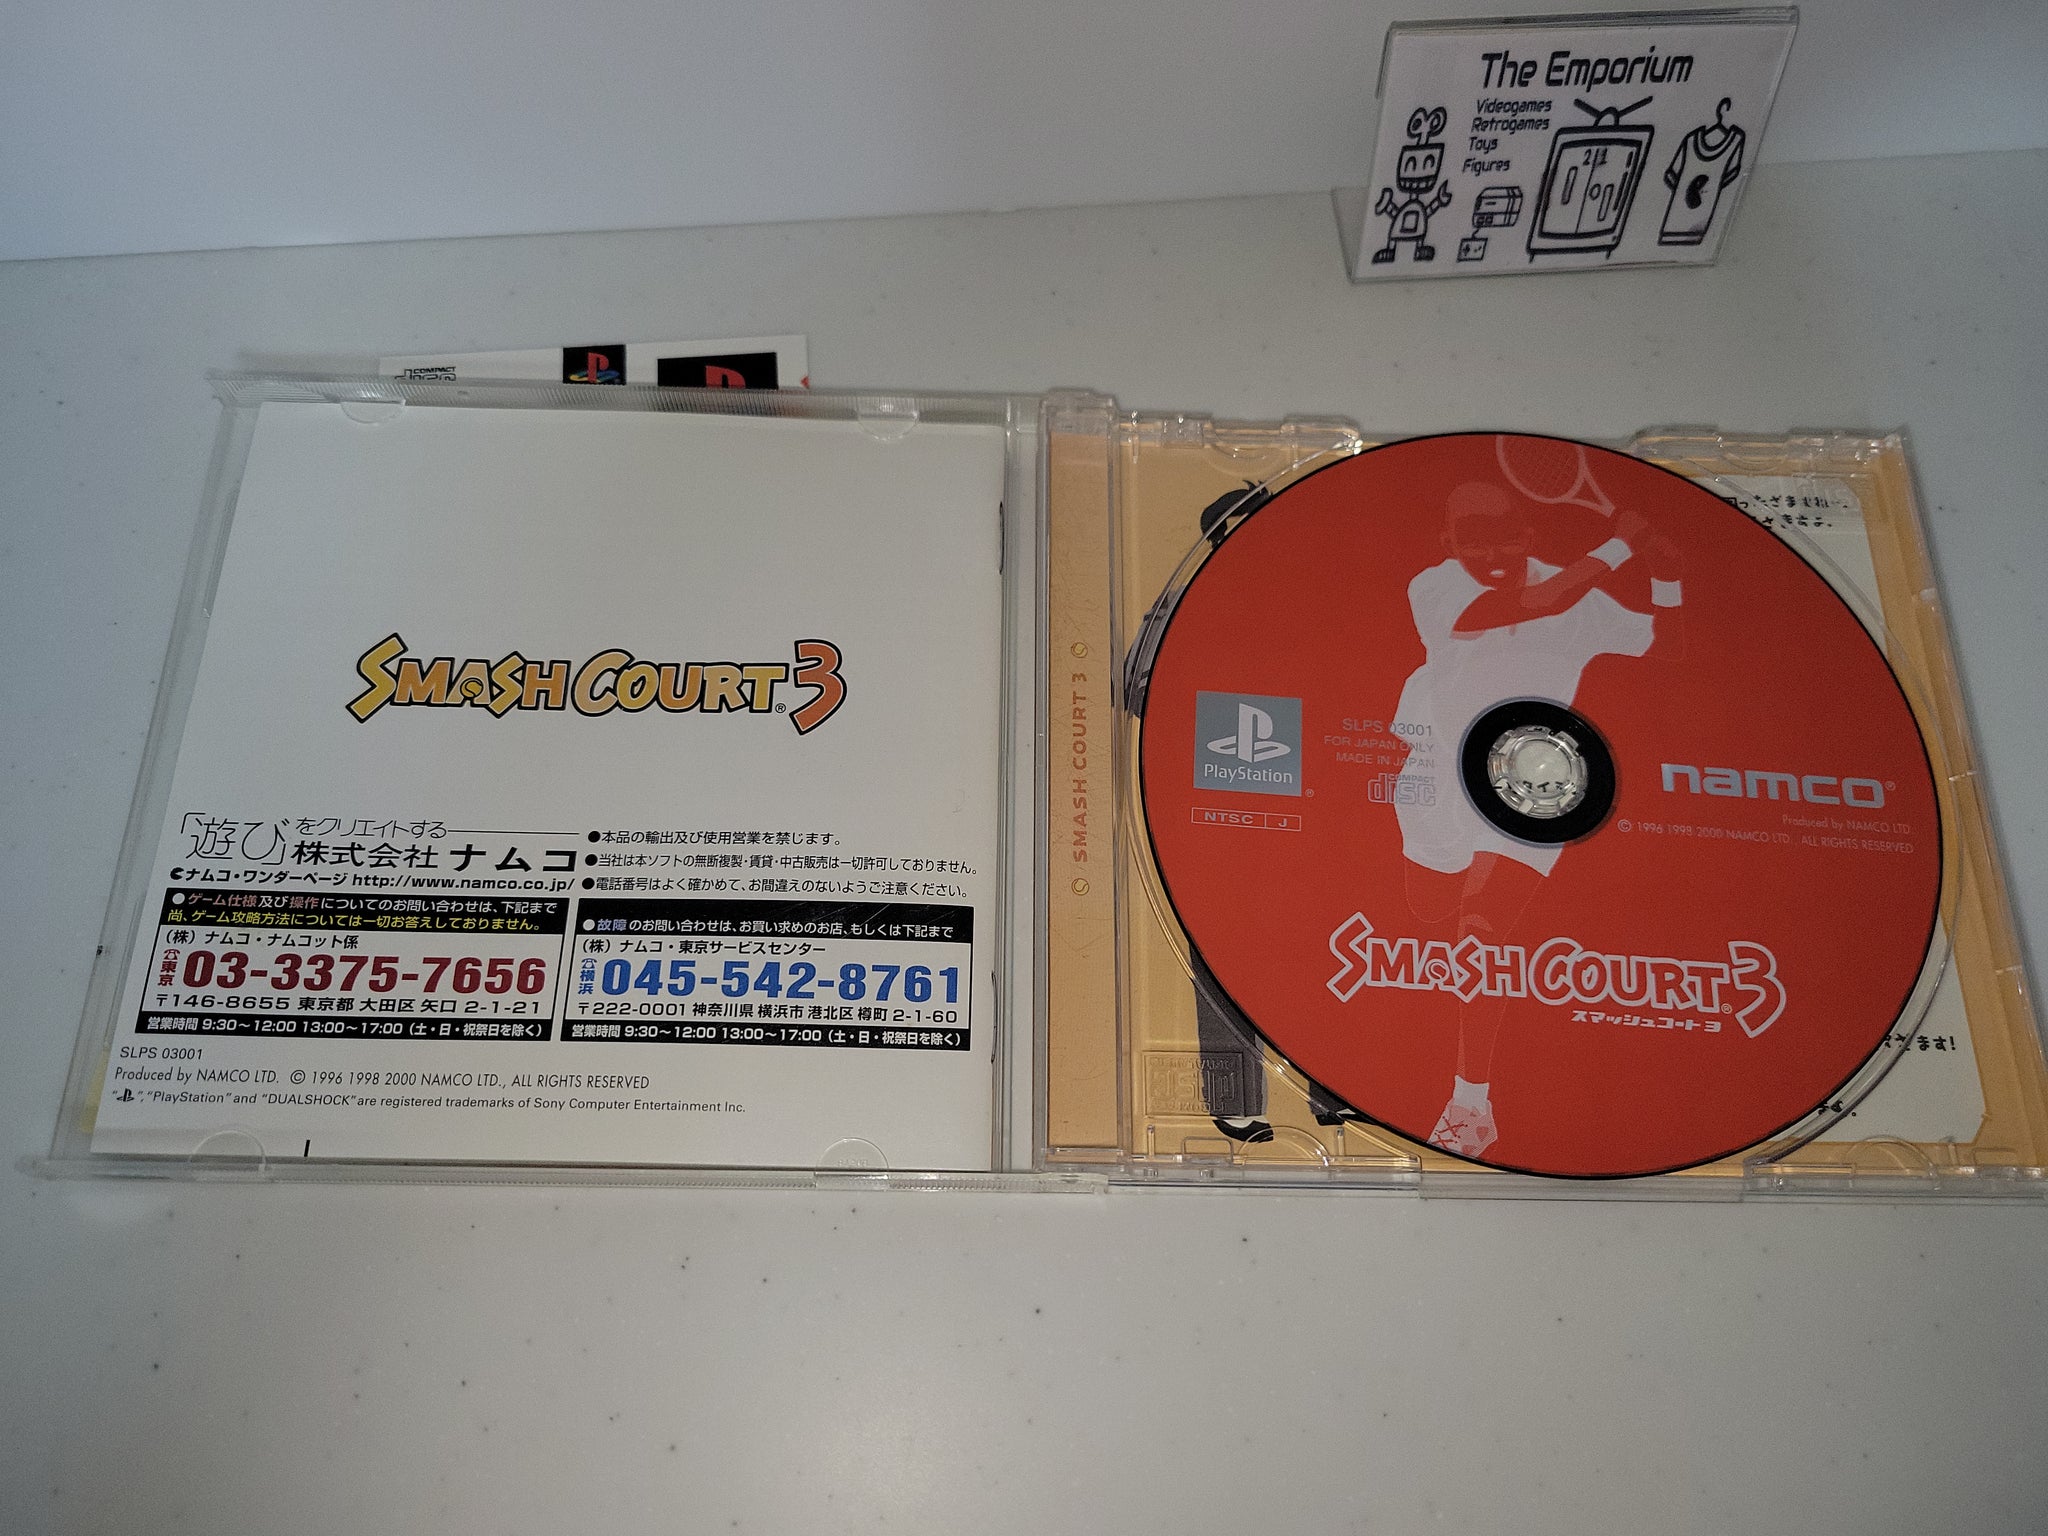 The Emporium
Videogames
Retrogames
Toys
Figures
COMPACT
SMASH COURT 3
®
「遊び」をクリエイトする
株式会社 ナムコ
ナムコ・ワンダーページ http://www.namco.co.jp/
●本品の輸出及び使用営業を禁じます。
●当社は本ソフトの無断複製・賃貸・中古販売は一切許可しておりません。
●電話番号はよく確かめて、お間違えのないようご注意ください。
●ゲーム仕様及び操作についてのお問い合わせは、下記まで
尚、ゲーム攻略方法については一切お答えしておりません。
(株) ナムコ・ナムコット係
☎東京 03-3375-7656
〒146-8655 東京都 大田区 矢口 2-1-21
営業時間 9:30～12:00 13:00～17:00 (土・日・祝祭日を除く)
●故障のお問い合わせは、お買い求めのお店、もしくは下記まで
(株) ナムコ・東京サービスセンター
☎横浜 045-542-8761
〒222-0001 神奈川県 横浜市 港北区 樽町 2-1-60
営業時間 9:30～12:00 13:00～17:00 (土・日・祝祭日を除く)
SLPS 03001
Produced by NAMCO LTD. © 1996 1998 2000 NAMCO LTD., ALL RIGHTS RESERVED
" ", "PlayStation" and "DUALSHOCK" are registered trademarks of Sony Computer Entertainment Inc.
SMASH COURT 3
PlayStation
®
NTSC J
SLPS 03001
FOR JAPAN ONLY
MADE IN JAPAN
COMPACT
disc
namco®
Produced by NAMCO LTD.
© 1996 1998 2000 NAMCO LTD., ALL RIGHTS RESERVED
SMASH COURT 3
®
スマッシュコート3